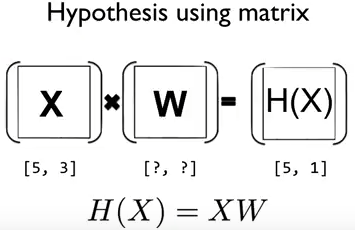 Hypothesis using matrix
X × W = H(X)
[5, 3] [?, ?] [5, 1]
H(X) = XW